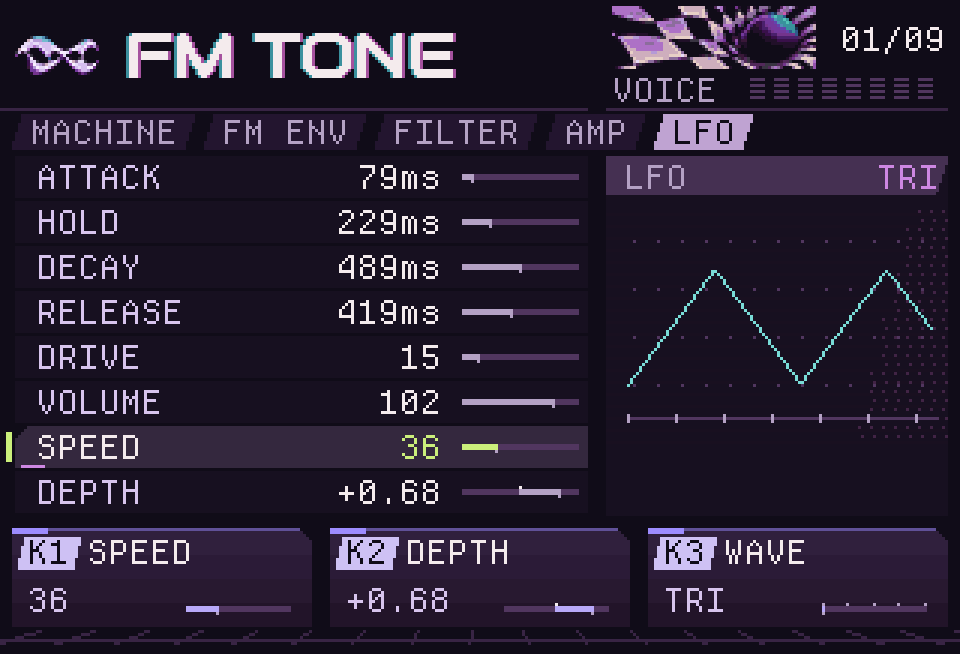 FM TONE
01/09
VOICE
MACHINE FM ENV FILTER AMP LFO
ATTACK 79ms
HOLD 229ms
DECAY 489ms
RELEASE 419ms
DRIVE 15
VOLUME 102
SPEED 36
DEPTH +0.68
LFO TRI
K1 SPEED
36
K2 DEPTH
+0.68
K3 WAVE
TRI